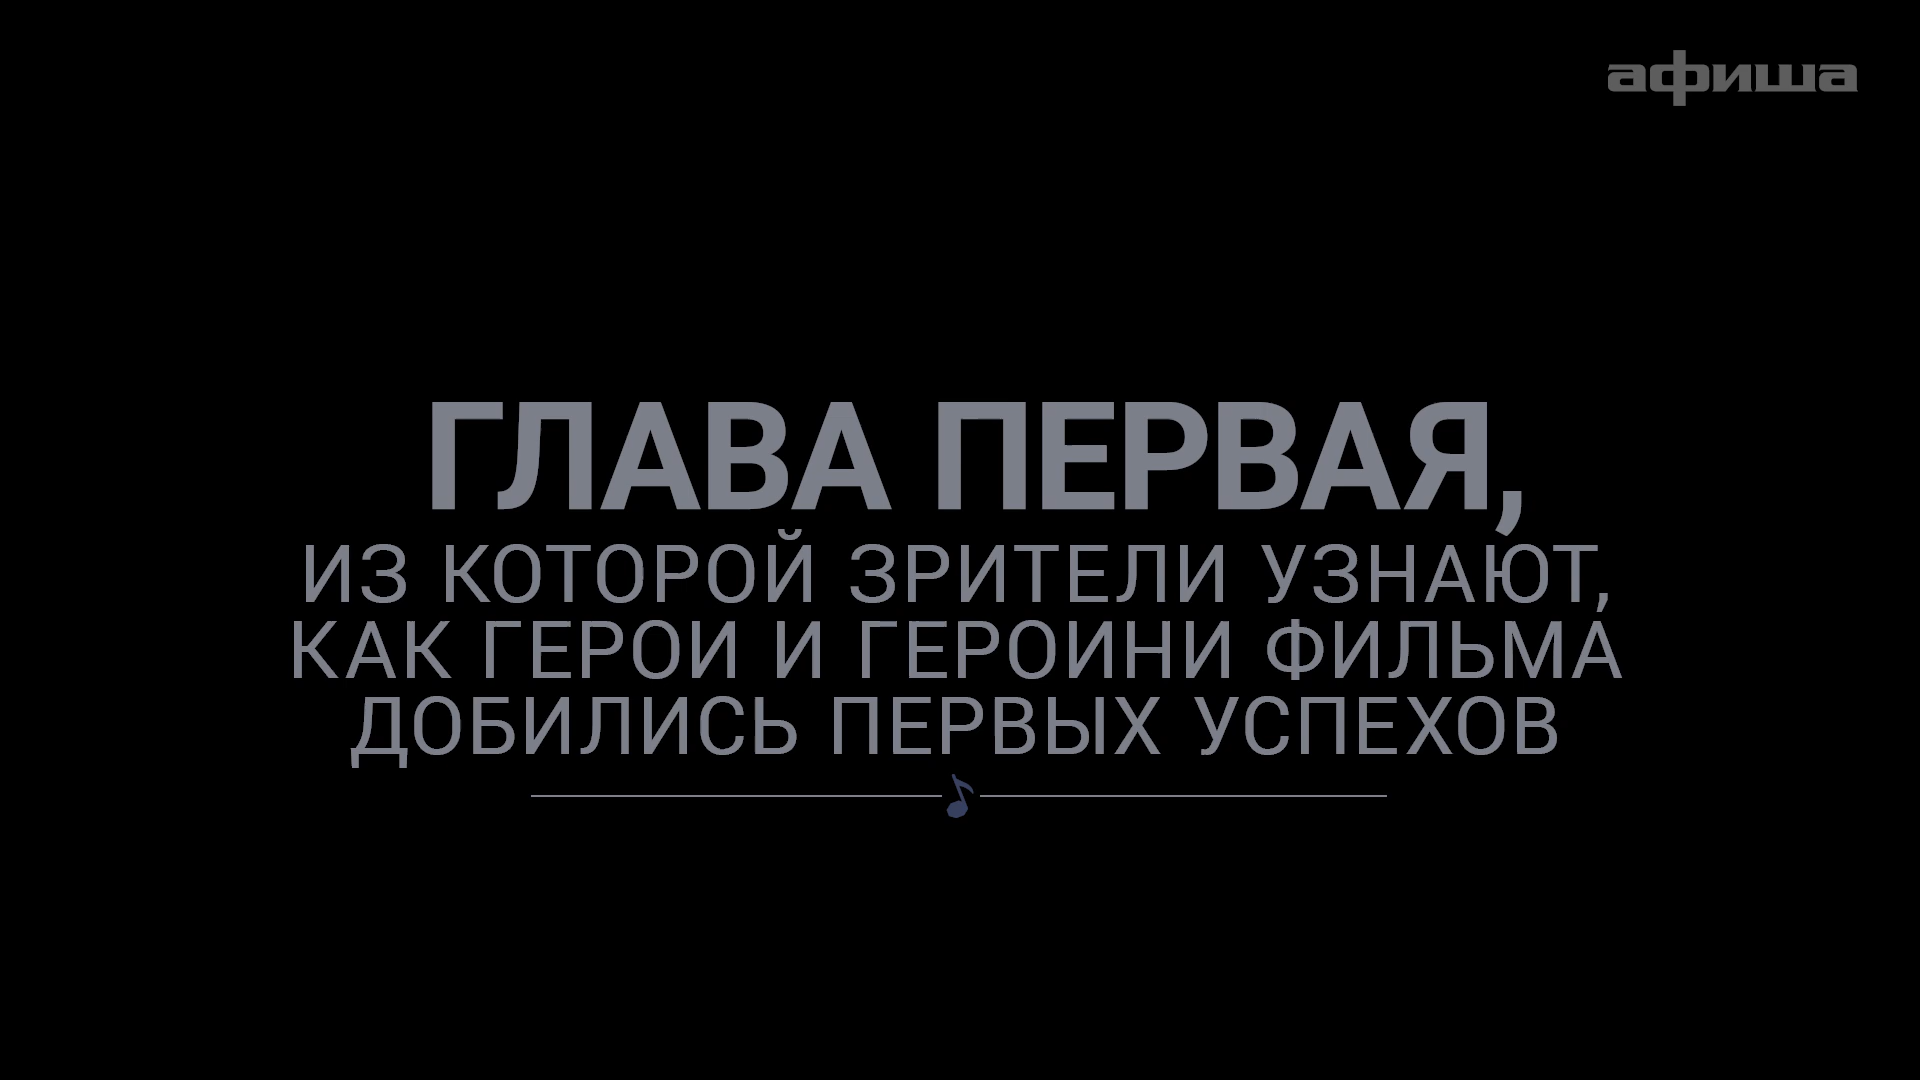 афиша
ГЛАВА ПЕРВАЯ,
ИЗ КОТОРОЙ ЗРИТЕЛИ УЗНАЮТ,
КАК ГЕРОИ И ГЕРОИНИ ФИЛЬМА
ДОБИЛИСЬ ПЕРВЫХ УСПЕХОВ